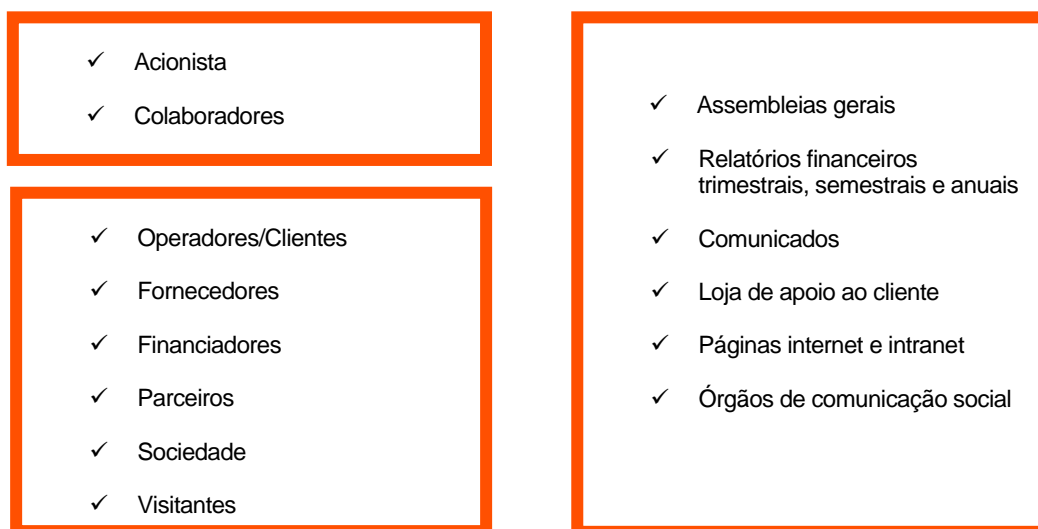 ✓ Acionista
✓ Colaboradores
✓ Operadores/Clientes
✓ Fornecedores
✓ Financiadores
✓ Parceiros
✓ Sociedade
✓ Visitantes
✓ Assembleias gerais
✓ Relatórios financeiros
trimestrais, semestrais e anuais
✓ Comunicados
✓ Loja de apoio ao cliente
✓ Páginas internet e intranet
✓ Órgãos de comunicação social